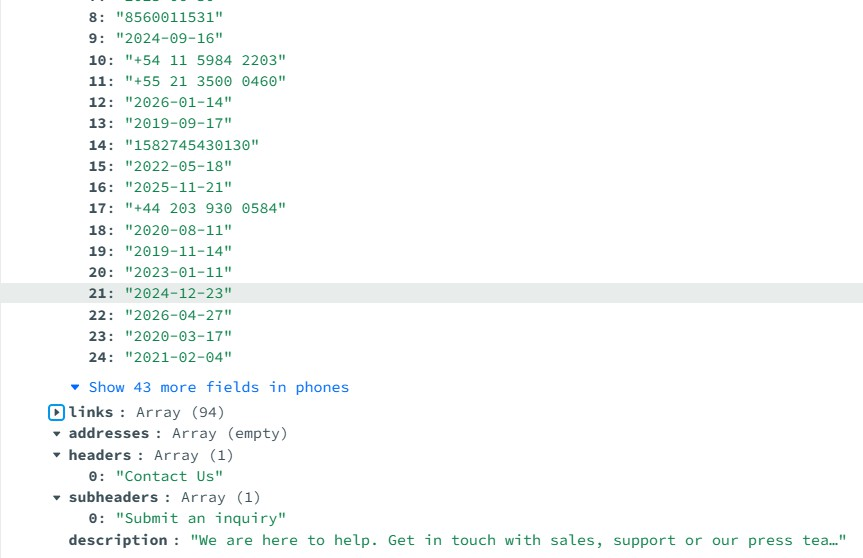 8: "8560011531"
9: "2024-09-16"
10: "+54 11 5984 2203"
11: "+55 21 3500 0460"
12: "2026-01-14"
13: "2019-09-17"
14: "1582745430130"
15: "2022-05-18"
16: "2025-11-21"
17: "+44 203 930 0584"
18: "2020-08-11"
19: "2019-11-14"
20: "2023-01-11"
21: "2024-12-23"
22: "2026-04-27"
23: "2020-03-17"
24: "2021-02-04"
Show 43 more fields in phones
links : Array (94)
addresses : Array (empty)
headers : Array (1)
0: "Contact Us"
subheaders : Array (1)
0: "Submit an inquiry"
description : "We are here to help. Get in touch with sales, support or our press tea…"